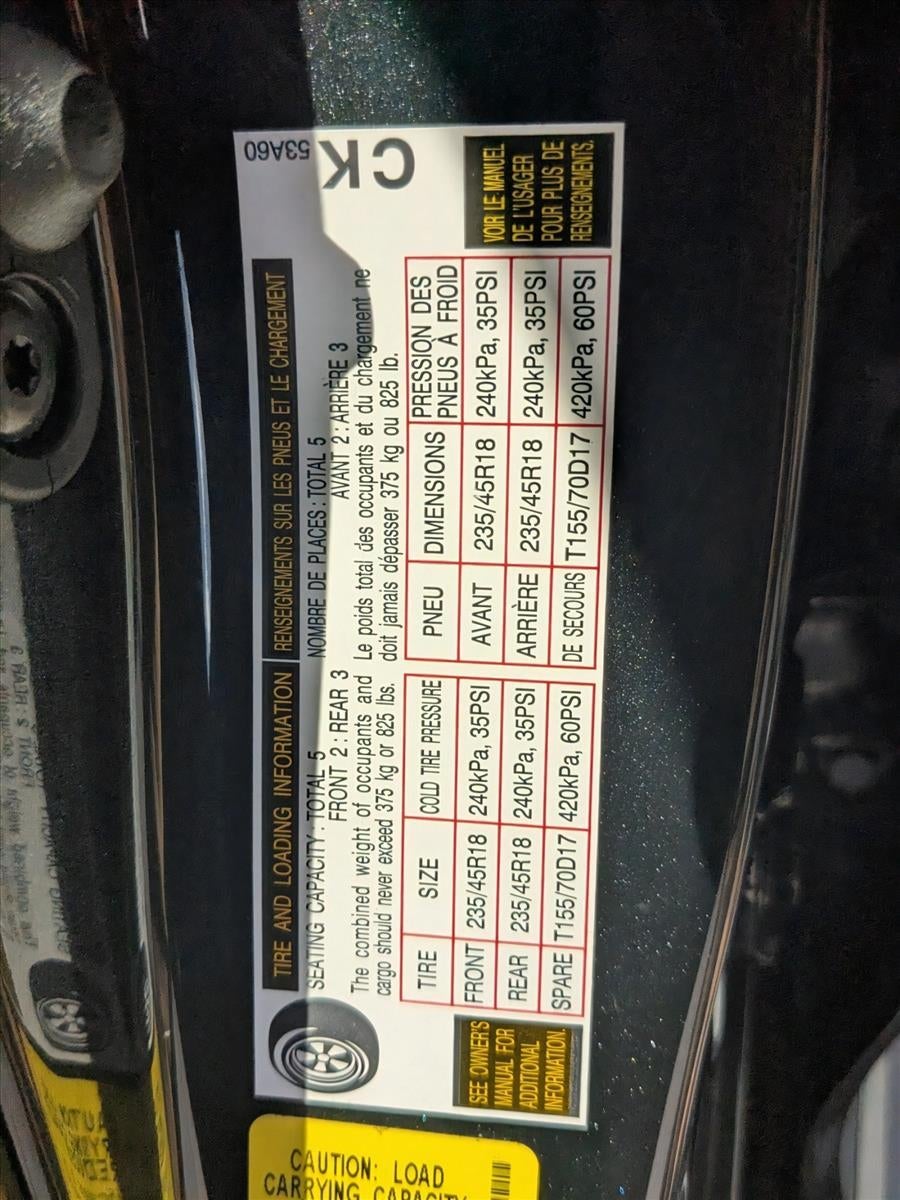 TIRE AND LOADING INFORMATION
RENSEIGNEMENTS SUR LES PNEUS ET LE CHARGEMENT
SEATING CAPACITY : TOTAL 5
FRONT 2 : REAR 3
NOMBRE DE PLACES : TOTAL 5
AVANT 2 : ARRIÈRE 3
The combined weight of occupants and
cargo should never exceed 375 kg or 825 lbs.
Le poids total des occupants et du chargement ne
doit jamais dépasser 375 kg ou 825 lb.
TIRE SIZE COLD TIRE PRESSURE
FRONT 235/45R18 240kPa, 35PSI
REAR 235/45R18 240kPa, 35PSI
SPARE T155/70D17 420kPa, 60PSI
PNEU DIMENSIONS PRESSION DES
PNEUS À FROID
AVANT 235/45R18 240kPa, 35PSI
ARRIÈRE 235/45R18 240kPa, 35PSI
DE SECOURS T155/70D17 420kPa, 60PSI
SEE OWNER'S
MANUAL FOR
ADDITIONAL
INFORMATION.
VOIR LE MANUEL
DE L'USAGER
POUR PLUS DE
RENSEIGNEMENTS.
53A60
CK
CAUTION: LOAD
CARRYING CAPACITY